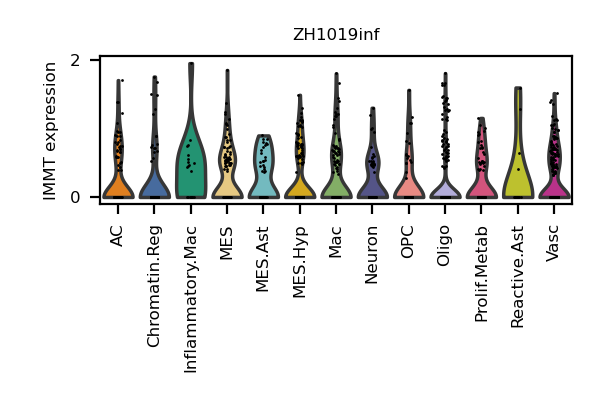 ZH1019inf
IMMT expression
2
0
AC
Chromatin.Reg
Inflammatory.Mac
MES
MES.Ast
MES.Hyp
Mac
Neuron
OPC
Oligo
Prolif.Metab
Reactive.Ast
Vasc